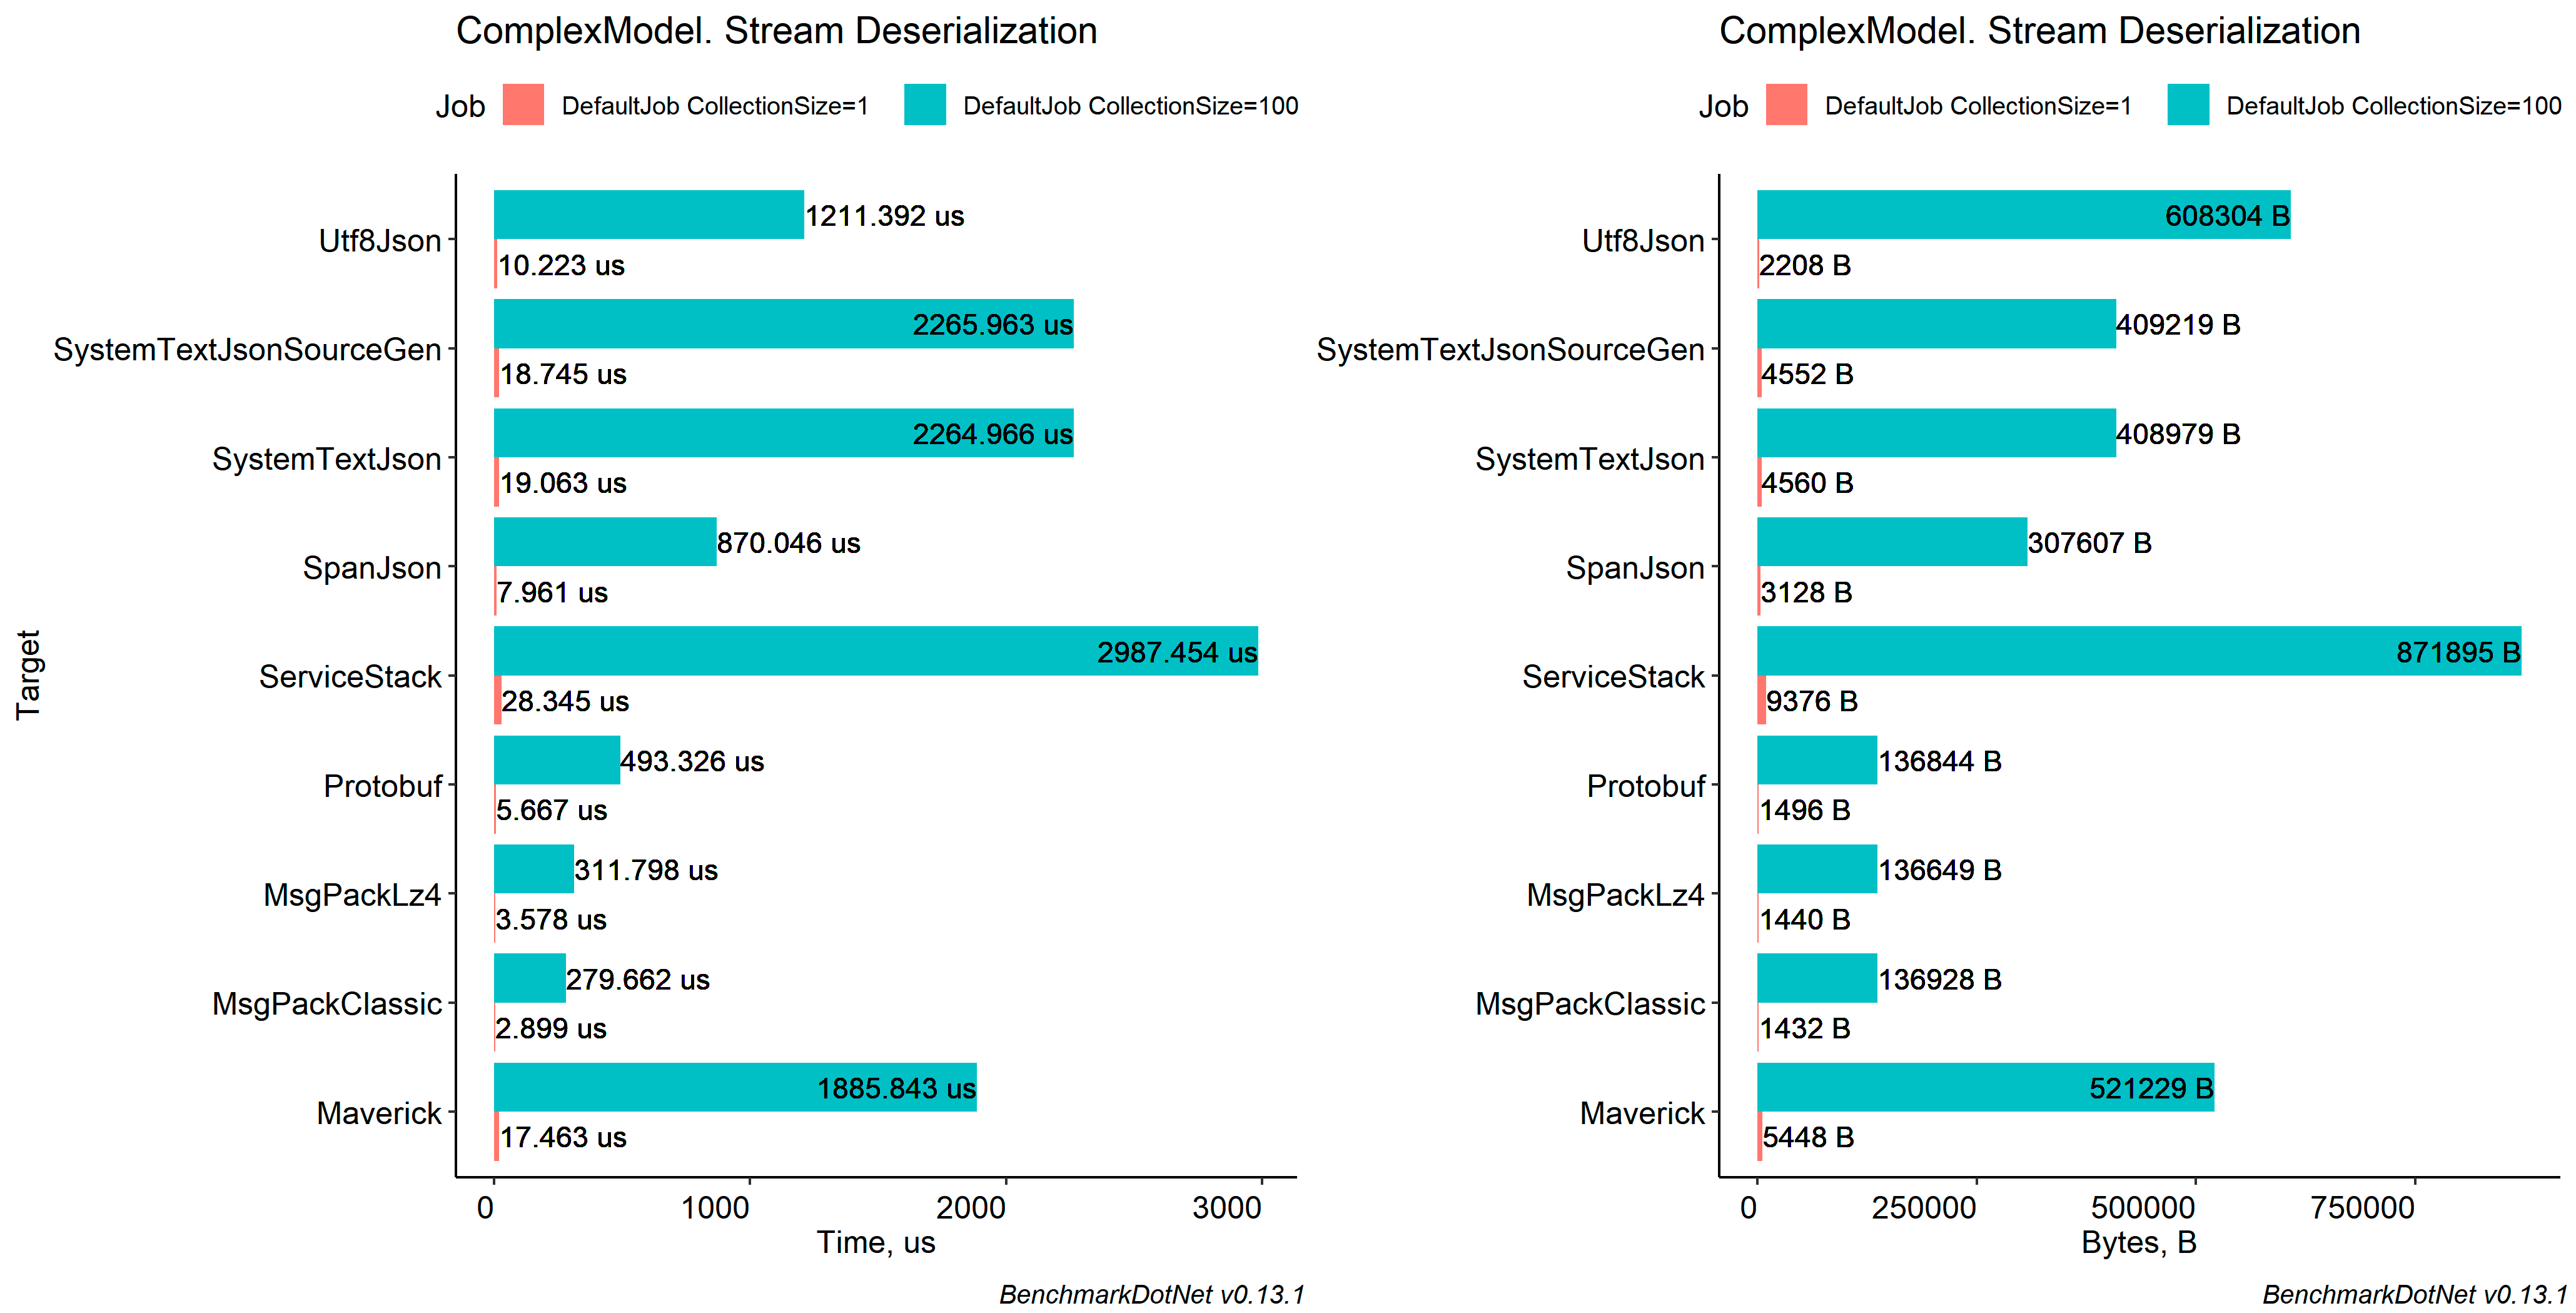 ComplexModel. Stream Deserialization
Job DefaultJob CollectionSize=1 DefaultJob CollectionSize=100
Target
Utf8Json
1211.392 us
10.223 us
SystemTextJsonSourceGen
2265.963 us
18.745 us
SystemTextJson
2264.966 us
19.063 us
SpanJson
870.046 us
7.961 us
ServiceStack
2987.454 us
28.345 us
Protobuf
493.326 us
5.667 us
MsgPackLz4
311.798 us
3.578 us
MsgPackClassic
279.662 us
2.899 us
Maverick
1885.843 us
17.463 us
0 1000 2000 3000
Time, us
BenchmarkDotNet v0.13.1
ComplexModel. Stream Deserialization
Job DefaultJob CollectionSize=1 DefaultJob CollectionSize=100
Utf8Json
608304 B
2208 B
SystemTextJsonSourceGen
409219 B
4552 B
SystemTextJson
408979 B
4560 B
SpanJson
307607 B
3128 B
ServiceStack
871895 B
9376 B
Protobuf
136844 B
1496 B
MsgPackLz4
136649 B
1440 B
MsgPackClassic
136928 B
1432 B
Maverick
521229 B
5448 B
0 250000 500000 750000
Bytes, B
BenchmarkDotNet v0.13.1